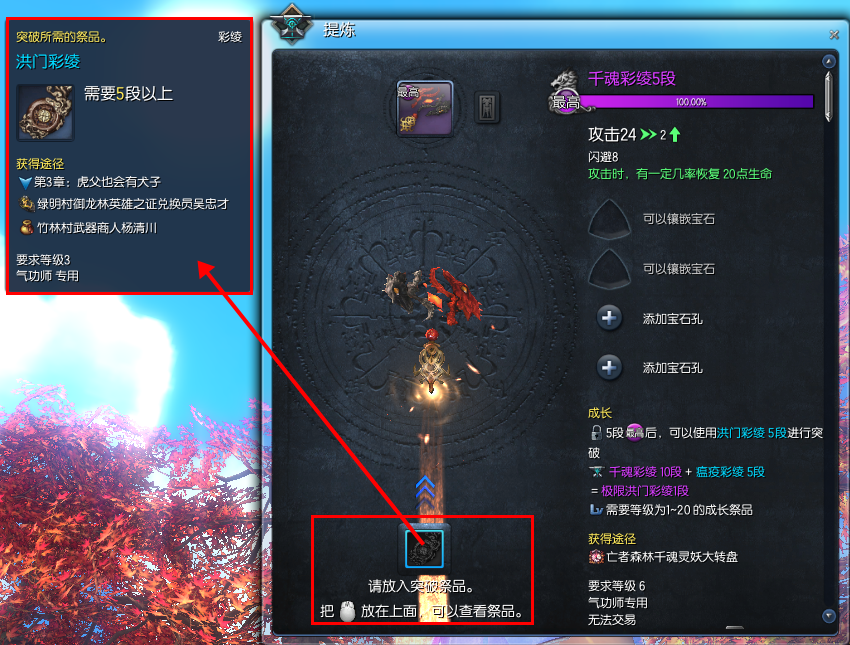 突破所需的祭品。 彩绫
洪门彩绫
需要5段以上
获得途径
第3章：虎父也会有犬子
绿明村御龙林英雄之证兑换员吴忠才
竹林村武器商人杨清川
要求等级3
气功师 专用
提炼
最高
千魂彩绫5段
最高
100.00%
攻击24 2
闪避8
攻击时，有一定几率恢复 20点生命
可以镶嵌宝石
可以镶嵌宝石
添加宝石孔
添加宝石孔
成长
5段最高后，可以使用洪门彩绫 5段进行突
破
千魂彩绫 10段 + 瘟疫彩绫 5段
= 极限洪门彩绫1段
Lv 需要等级为1~20 的成长祭品
获得途径
亡者森林千魂灵妖大转盘
要求等级 6
气功师专用
无法交易
请放入突破祭品。
把 放在上面，可以查看祭品。